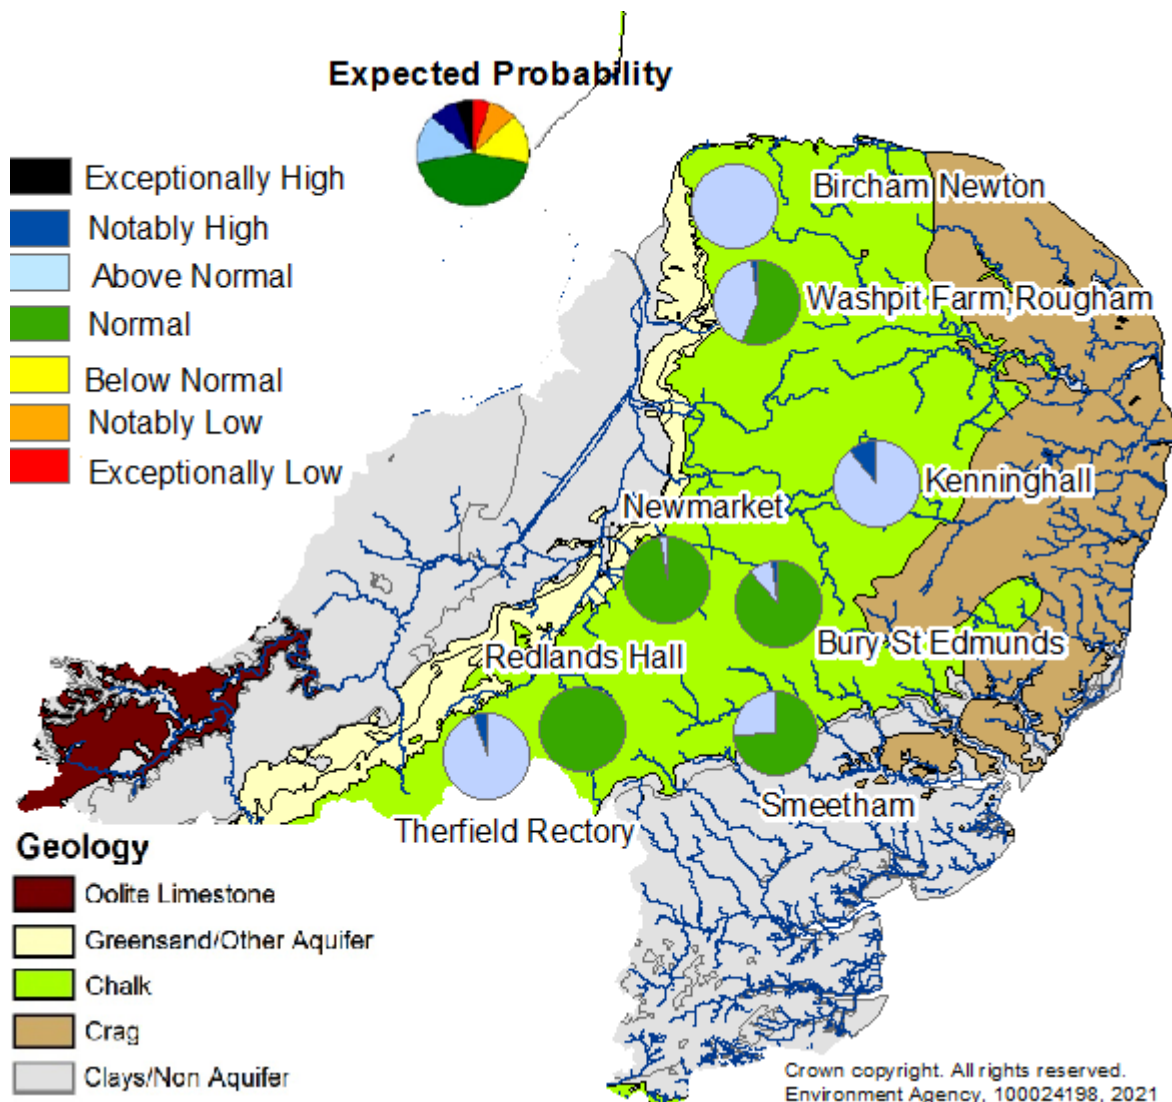 Expected Probability
Exceptionally High
Notably High
Above Normal
Normal
Below Normal
Notably Low
Exceptionally Low
Bircham Newton
Washpit Farm,Rougham
Kenninghall
Newmarket
Bury St Edmunds
Redlands Hall
Smeetham
Therfield Rectory
Geology
Oolite Limestone
Greensand/Other Aquifer
Chalk
Crag
Clays/Non Aquifer
Crown copyright. All rights reserved.
Environment Agency, 100024198, 2021